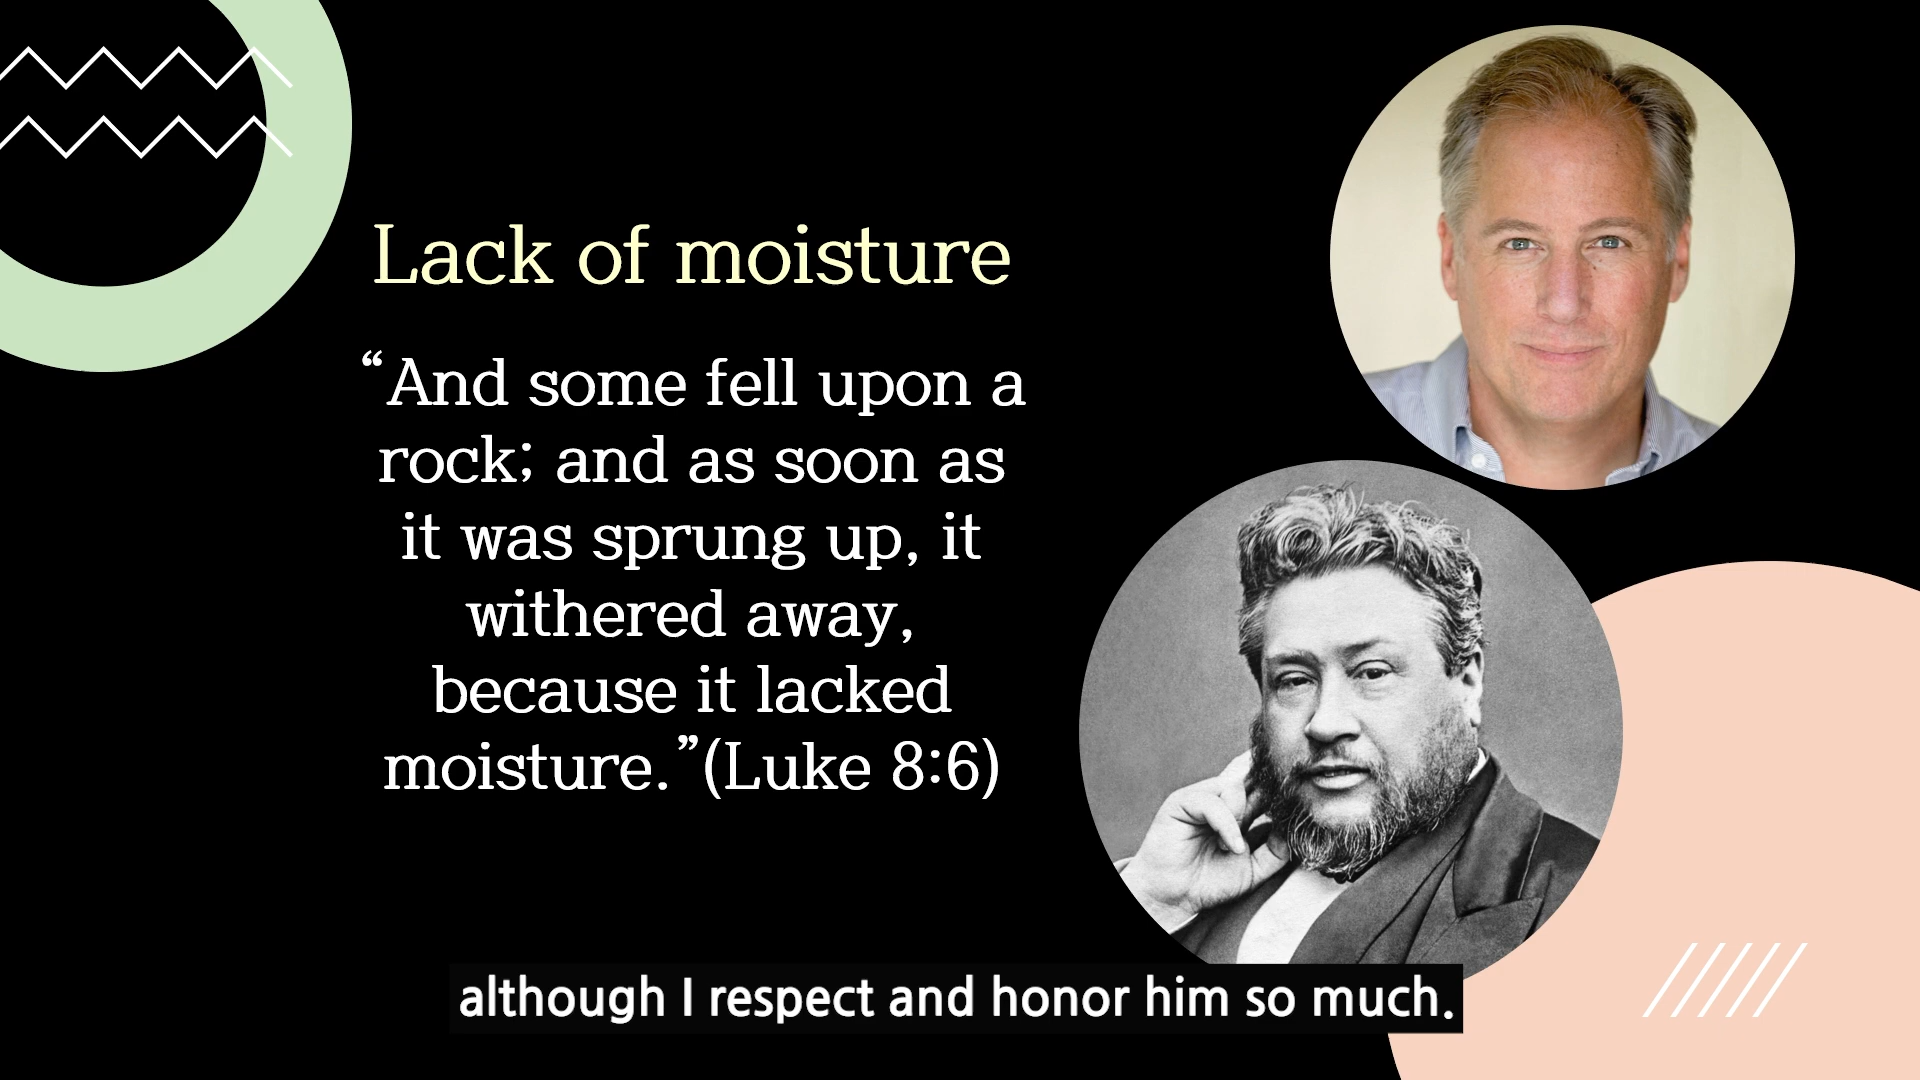 Lack of moisture
“And some fell upon a
rock; and as soon as
it was sprung up, it
withered away,
because it lacked
moisture.”(Luke 8:6)
although I respect and honor him so much.